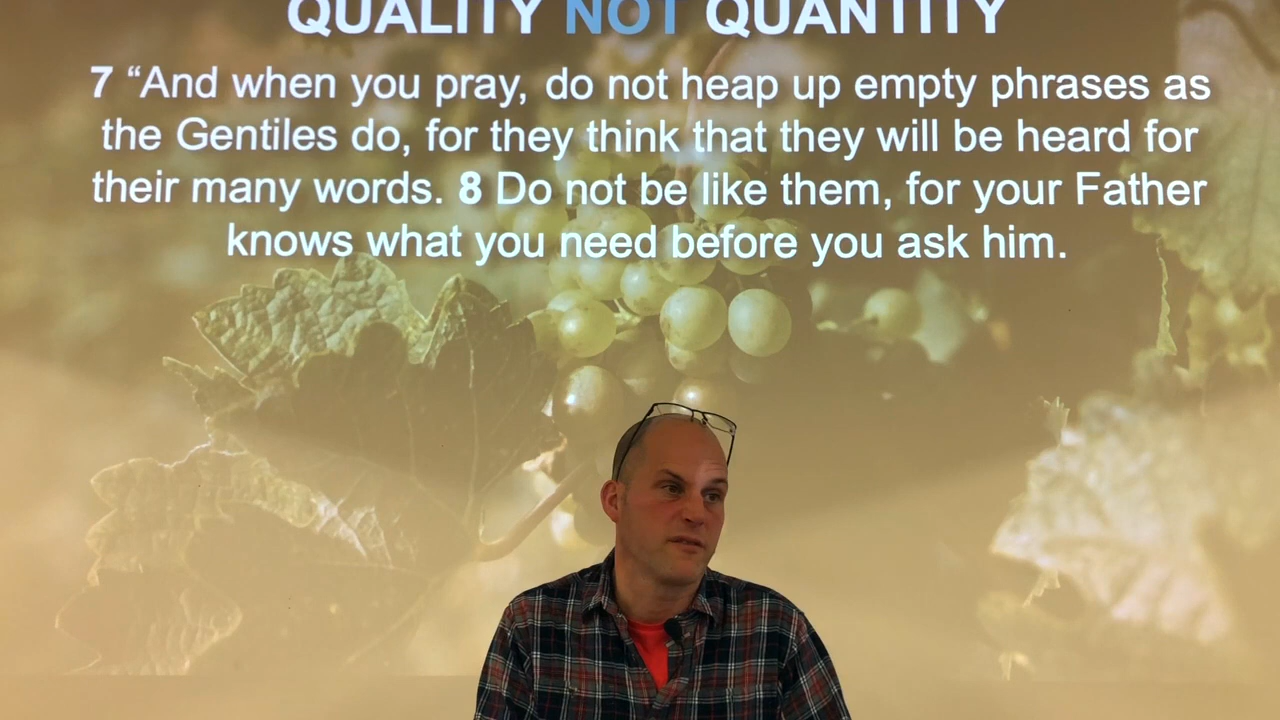 QUALITY NOT QUANTITY
7 “And when you pray, do not heap up empty phrases as
the Gentiles do, for they think that they will be heard for
their many words. 8 Do not be like them, for your Father
knows what you need before you ask him.